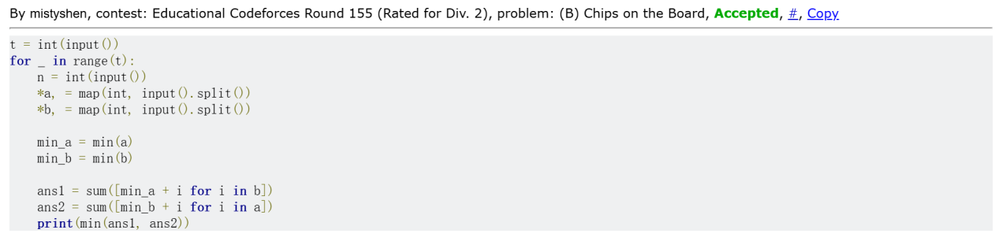 By mistyshen, contest: Educational Codeforces Round 155 (Rated for Div. 2), problem: (B) Chips on the Board, Accepted, #, Copy
t = int(input())
for _ in range(t):
    n = int(input())
    *a, = map(int, input().split())
    *b, = map(int, input().split())

    min_a = min(a)
    min_b = min(b)

    ans1 = sum([min_a + i for i in b])
    ans2 = sum([min_b + i for i in a])
    print(min(ans1, ans2))